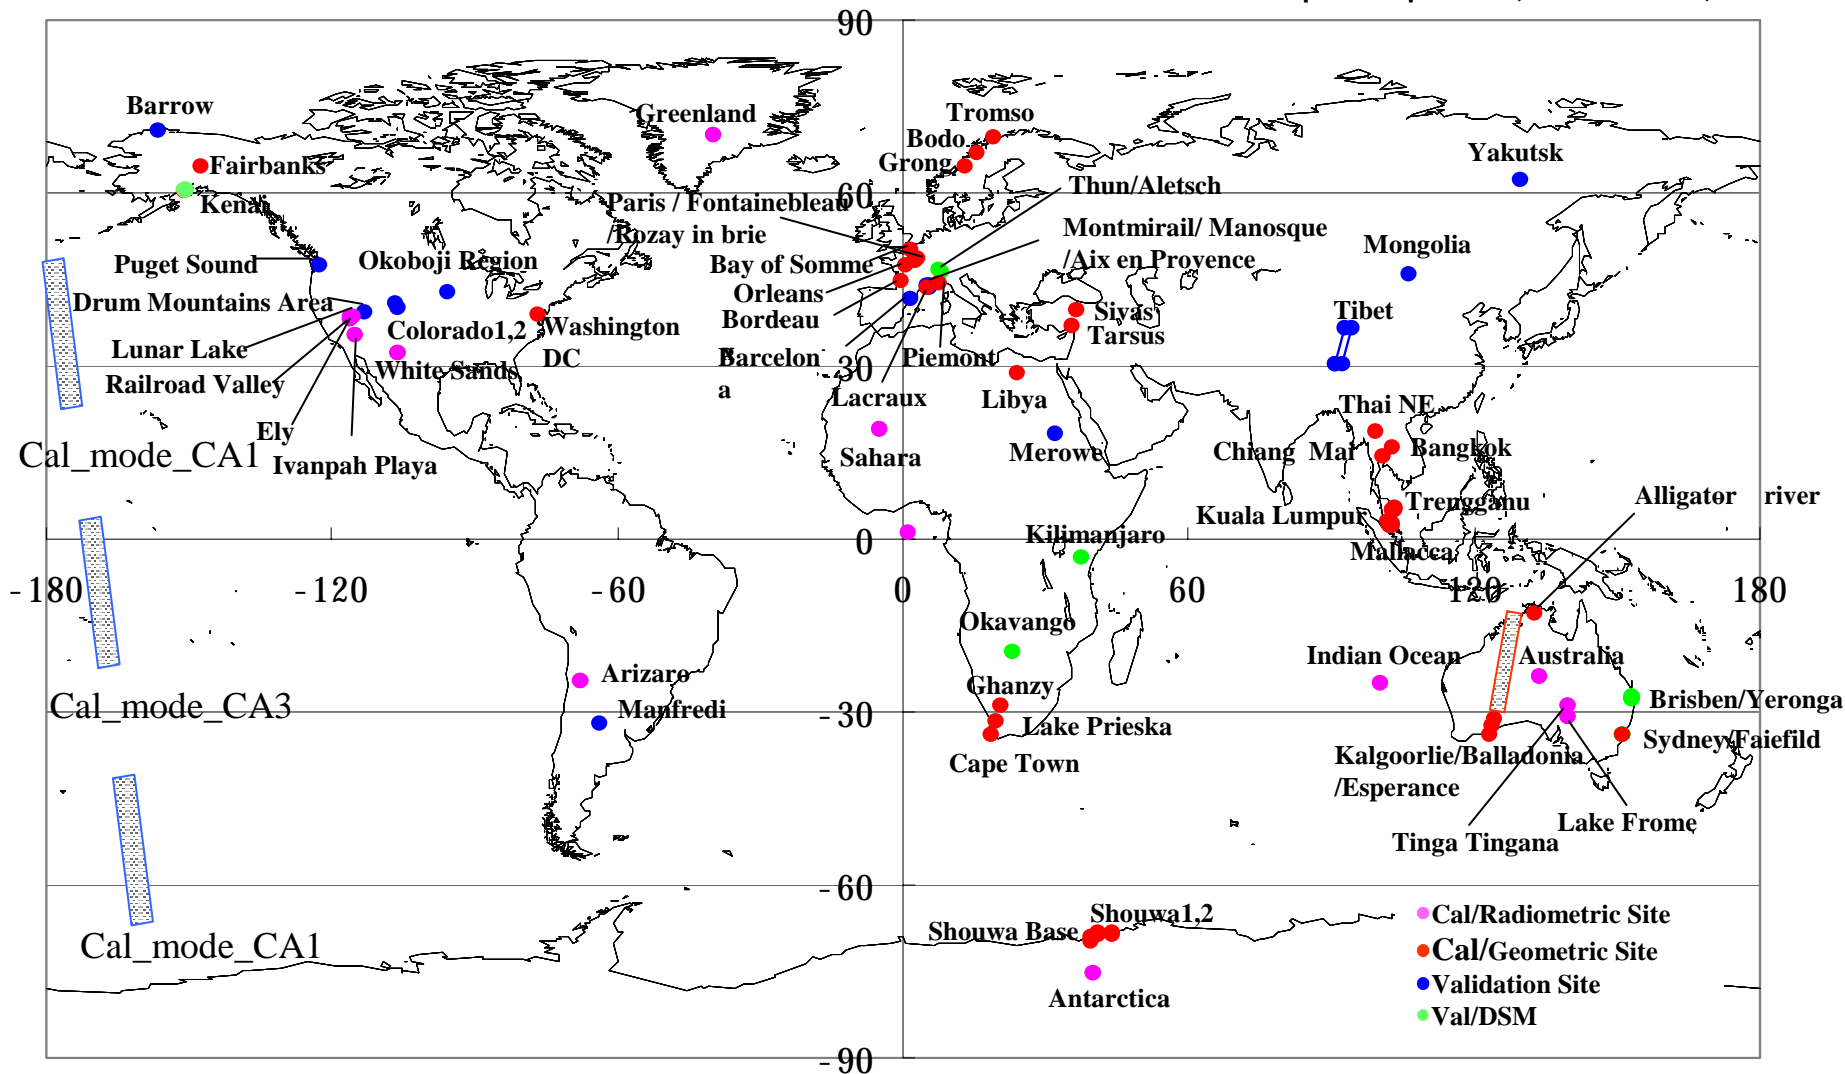 90
Barrow
Greenland
Tromso
Bodo
Grong
Yakutsk
Fairbanks
Kenai
60
Thun/Aletsch
Paris / Fontainebleau
/Rozay in brie
Montmirail/ Manosque
/Aix en Provence
Mongolia
Puget Sound
Okoboji Region
Bay of Somme
Orleans
Drum Mountains Area
Bordeau
Sivas
Tarsus
Tibet
Colorado1,2
Washington
DC
Lunar Lake
White Sands
Railroad Valley
Barcelon
a
Piemont
30
Lacraux
Libya
Thai NE
Ely
Cal_mode_CA1
Ivanpah Playa
Sahara
Merowe
Chiang Mai
Bangkok
Trengganu
Alligator river
Kuala Lumpur
Kilimanjaro
Mallacca
0
-180
-120
-60
0
60
120
180
Okavango
Indian Ocean
Australia
Arizaro
Ghanzy
Cal_mode_CA3
Manfredi
-30
Lake Prieska
Brisben/Yeronga
Sydney/Faiefild
Cape Town
Kalgoorlie/Balladonia
/Esperance
Lake Frome
Tinga Tingana
-60
Shouwa1,2
Shouwa Base
Cal_mode_CA1
Antarctica
Cal/Radiometric Site
Cal/Geometric Site
Validation Site
Val/DSM
-90